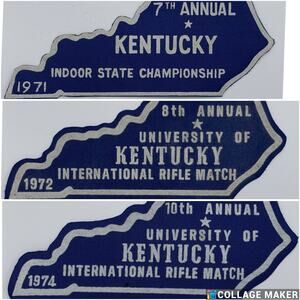 7TH ANNUAL
KENTUCKY
INDOOR STATE CHAMPIONSHIP
1971
8th ANNUAL
UNIVERSITY OF
KENTUCKY
INTERNATIONAL RIFLE MATCH
1972
10th ANNUAL
UNIVERSITY OF
KENTUCKY
INTERNATIONAL RIFLE MATCH
1974
COLLAGE MAKER